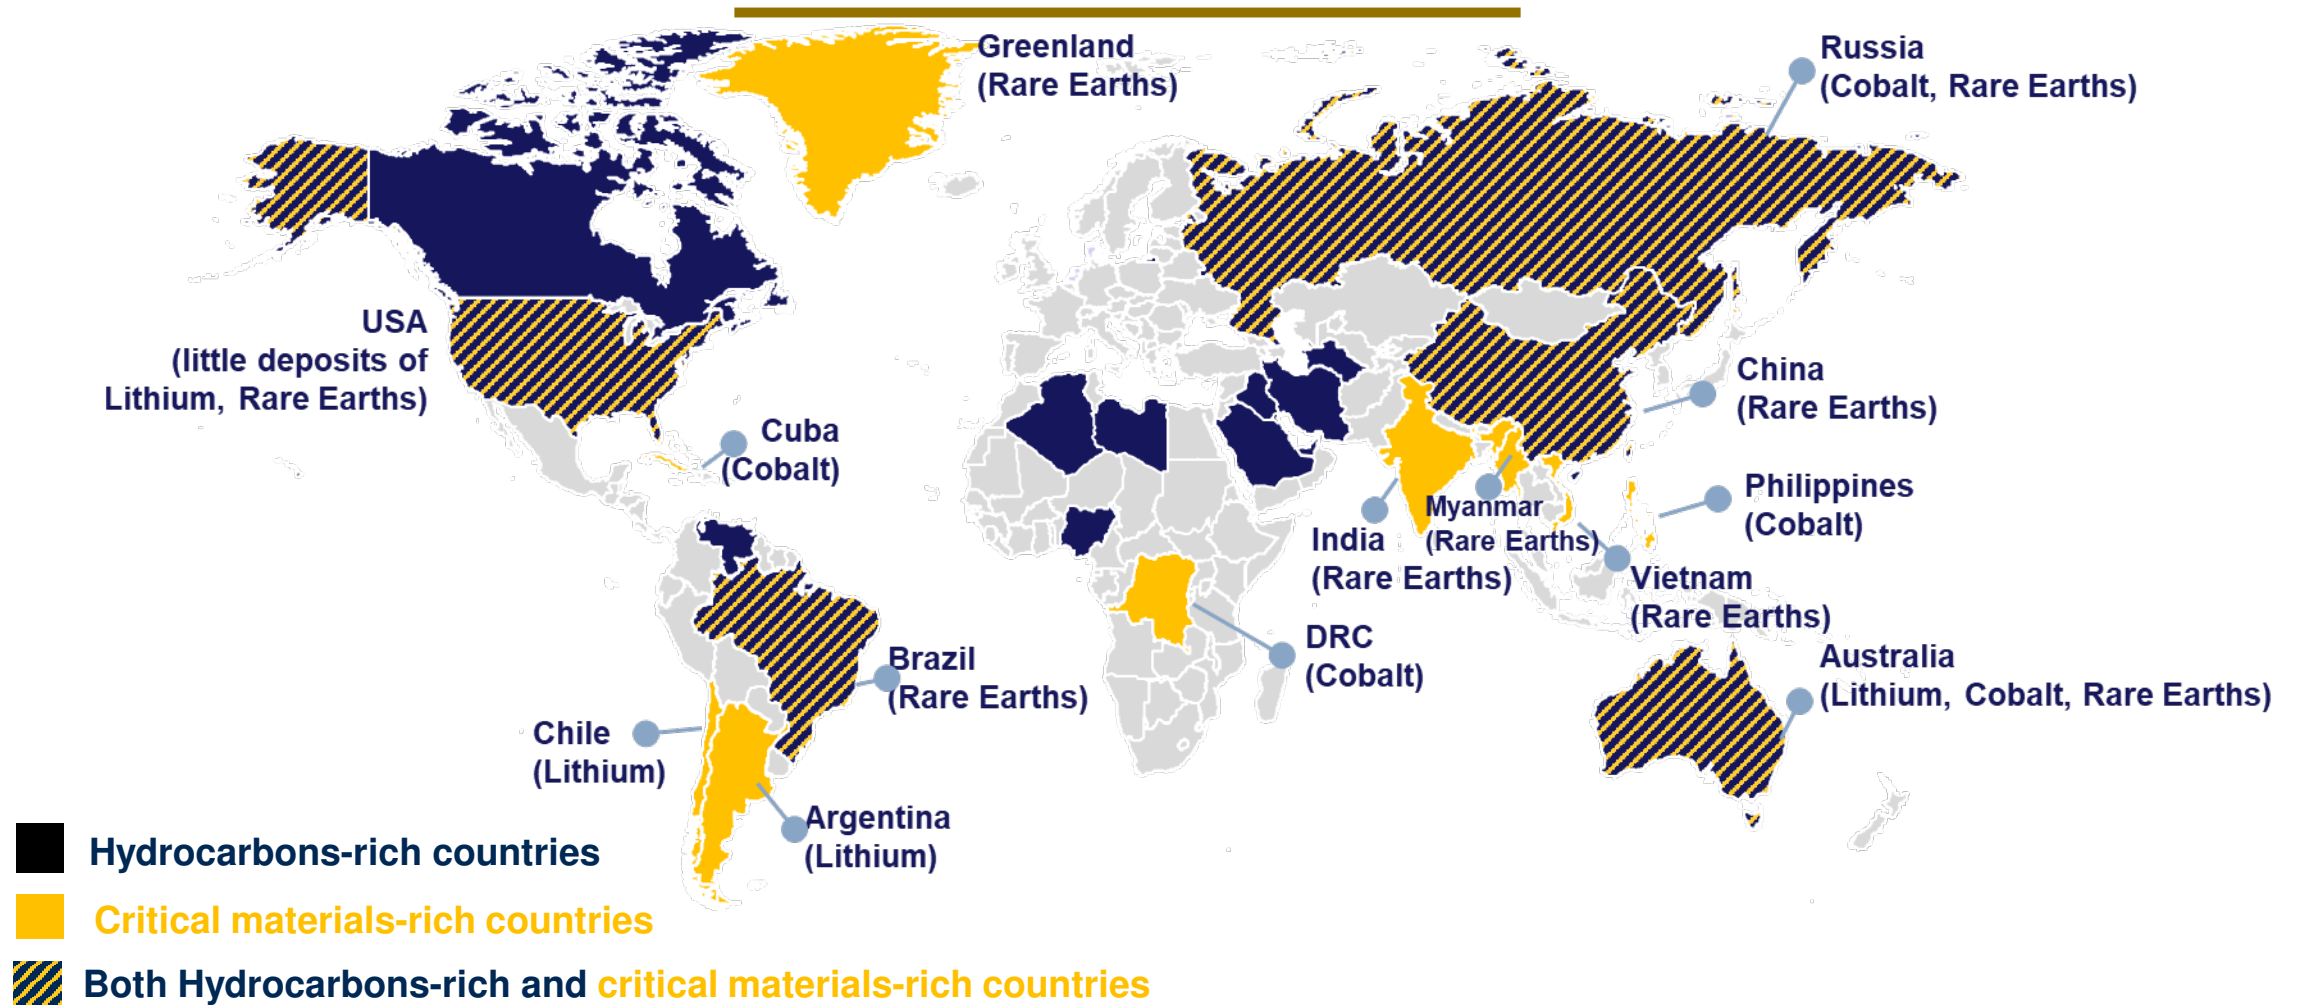 Greenland
(Rare Earths)
Russia
(Cobalt, Rare Earths)
USA
(little deposits of
Lithium, Rare Earths)
China
(Rare Earths)
Cuba
(Cobalt)
Philippines
(Cobalt)
Myanmar
(Rare Earths)
India
(Rare Earths)
Vietnam
(Rare Earths)
DRC
(Cobalt)
Brazil
(Rare Earths)
Australia
(Lithium, Cobalt, Rare Earths)
Chile
(Lithium)
Argentina
(Lithium)
Hydrocarbons-rich countries
Critical materials-rich countries
Both Hydrocarbons-rich and critical materials-rich countries